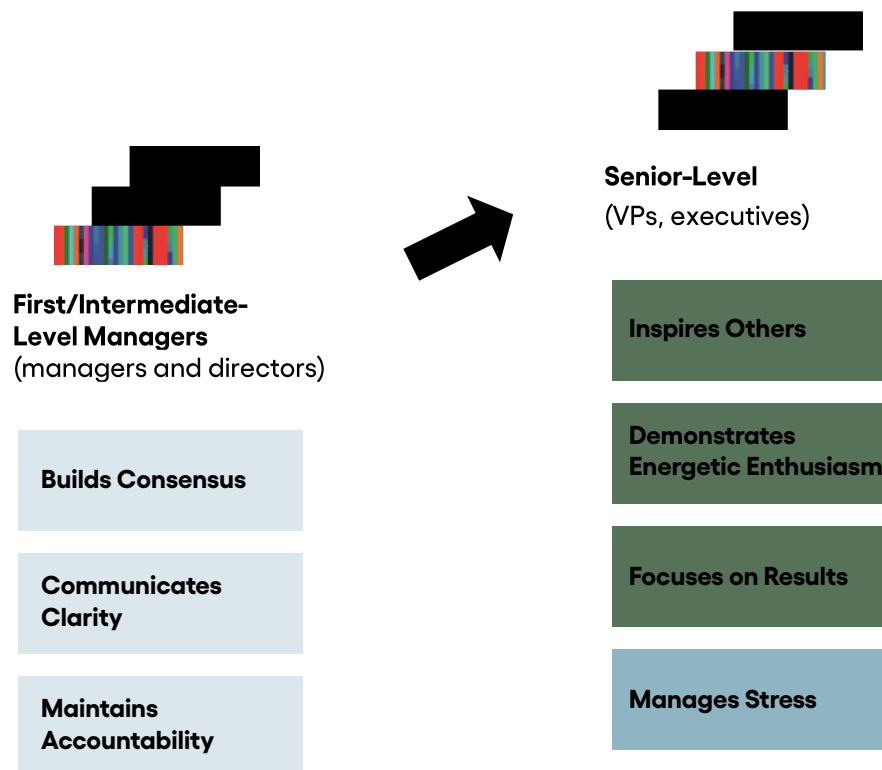 First/Intermediate-
Level Managers
(managers and directors)
Builds Consensus
Communicates
Clarity
Maintains
Accountability
Senior-Level
(VPs, executives)
Inspires Others
Demonstrates
Energetic Enthusiasm
Focuses on Results
Manages Stress